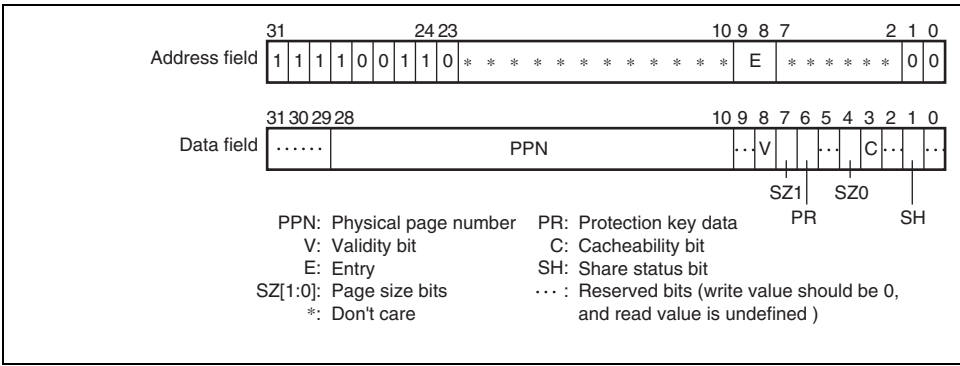 31 24 23 10 9 8 7 2 1 0
Address field 1 1 1 1 0 0 1 1 0 * * * * * * * * * * * * * E * * * * * * 0 0
31 30 29 28 10 9 8 7 6 5 4 3 2 1 0
Data field ...... PPN ... V ... C ... ...
SZ1 SZ0
PR SH
PPN: Physical page number PR: Protection key data
V: Validity bit C: Cacheability bit
E: Entry SH: Share status bit
SZ[1:0]: Page size bits ... : Reserved bits (write value should be 0,
*: Don't care and read value is undefined )